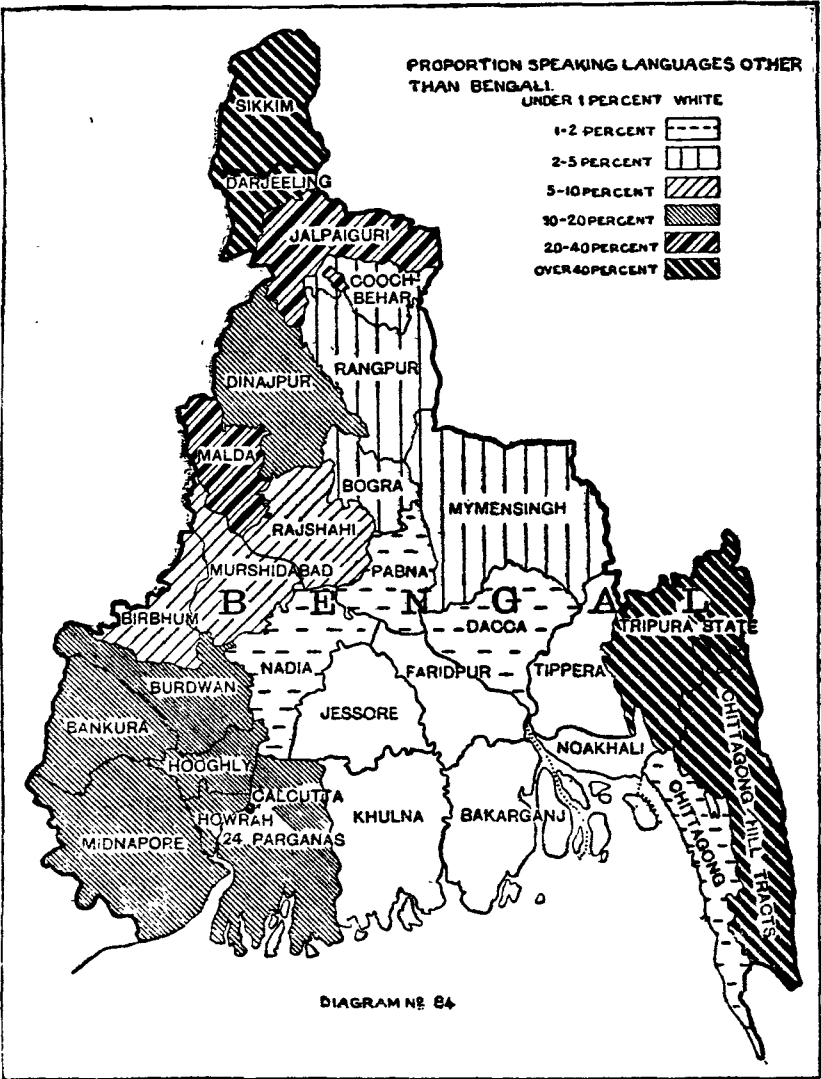 PROPORTION SPEAKING LANGUAGES OTHER
THAN BENGALI.
UNDER 1 PERCENT WHITE
1-2 PERCENT
2-5 PERCENT
5-10 PERCENT
10-20 PERCENT
20-40 PERCENT
OVER 40 PERCENT
SIKKIM
DARJEELING
JALPAIGURI
COOCH
BEHAR
RANGPUR
DINAJPUR
MALDA
BOGRA
MYMENSINGH
RAJSHAHI
MURSHIDABAD
PABNA
BENGAL
BIRBHUM
DACCA
TRIPURA STATE
NADIA
FARIDPUR
TIPPERA
BURDWAN
JESSORE
BANKURA
NOAKHALI
HOOGHLY
CALCUTTA
HOWRAH
KHULNA
BAKARGANJ
24 PARGANAS
MIDNAPORE
CHITTAGONG
CHITTAGONG HILL TRACTS
DIAGRAM Nº 84